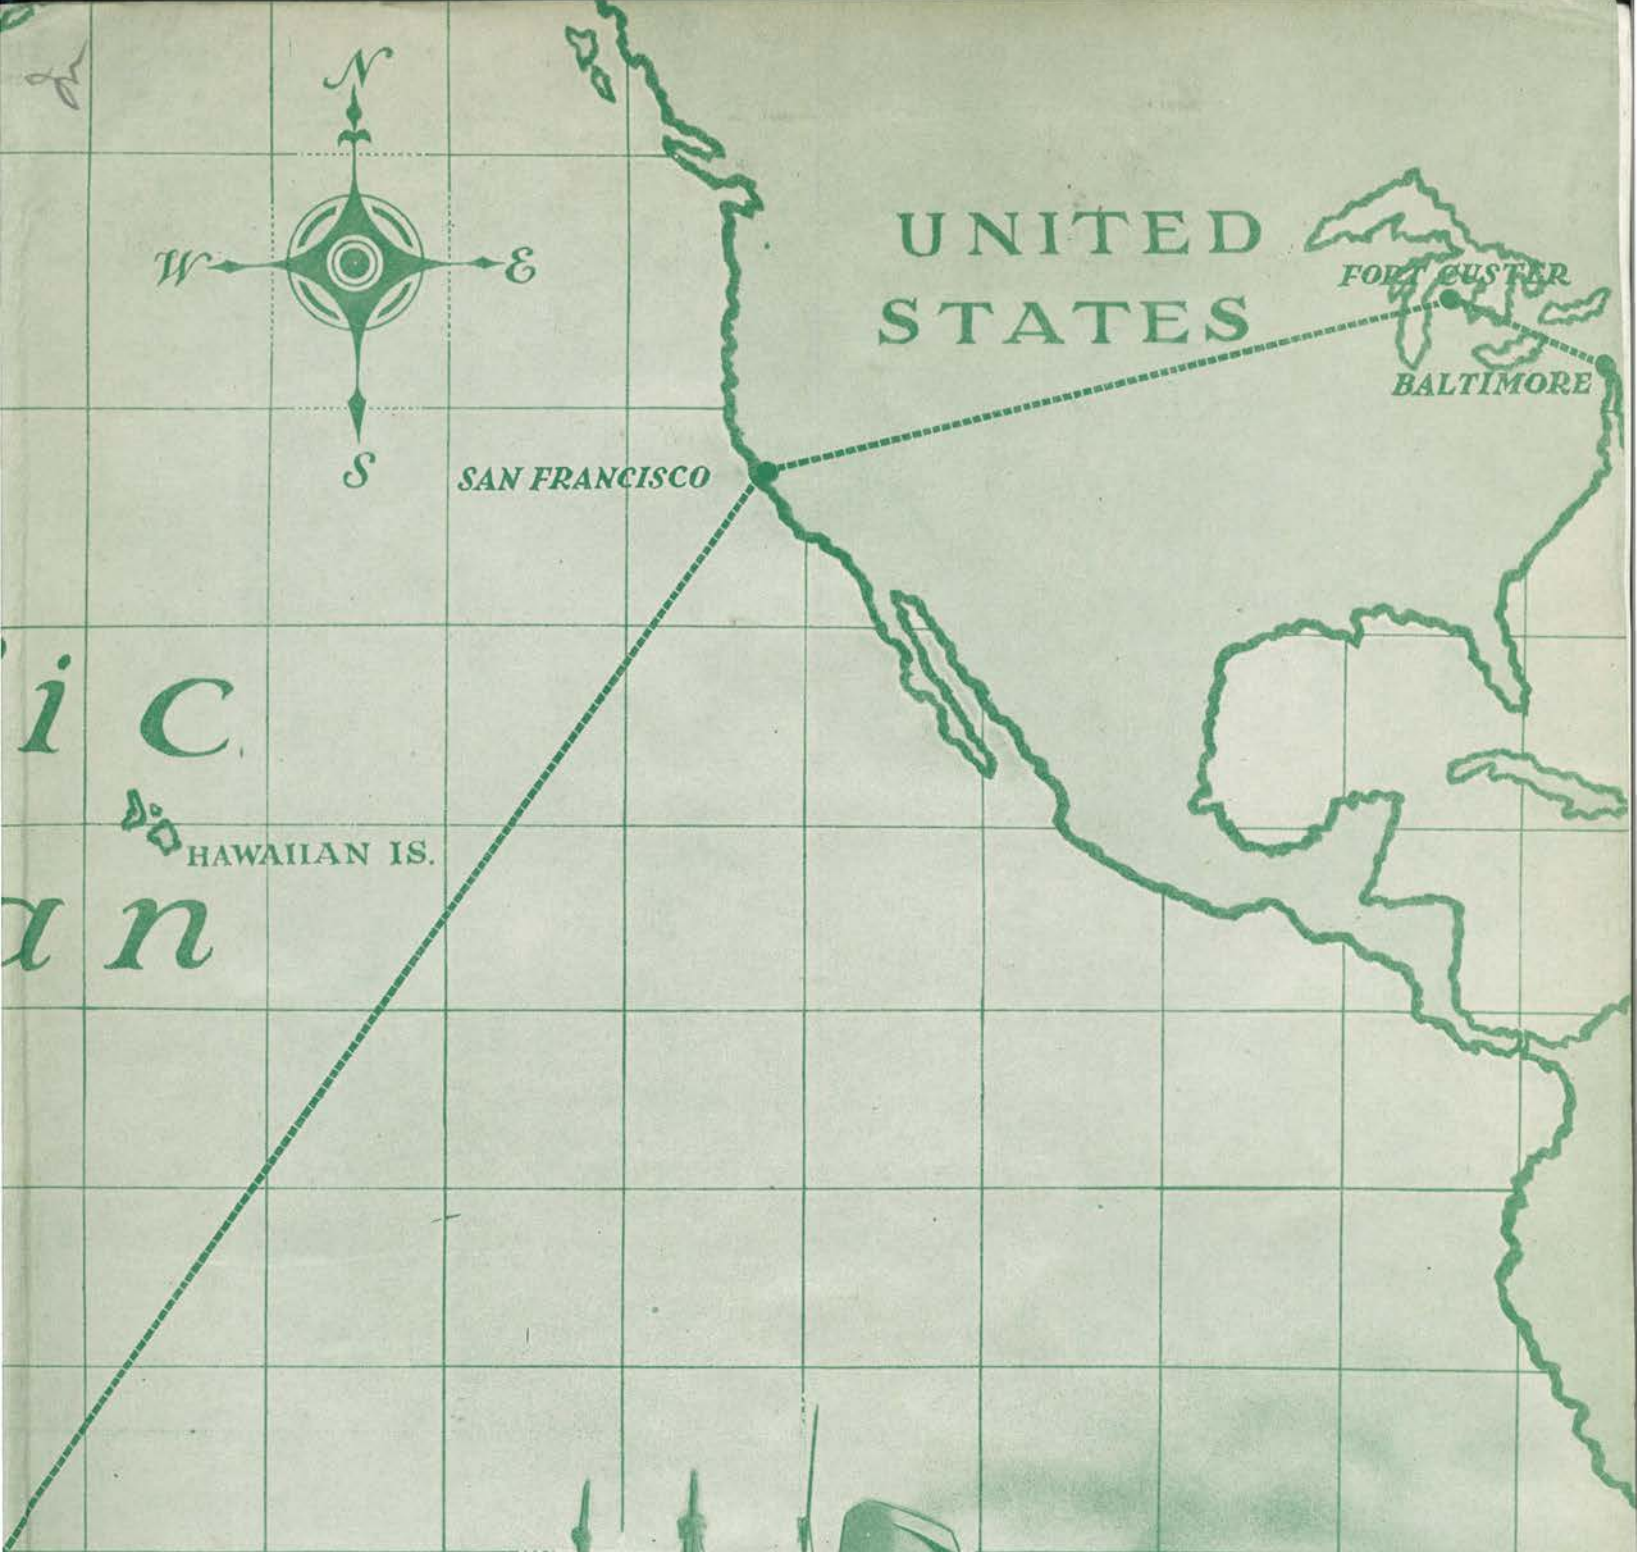 N
W
E
S
UNITED
STATES
FORT CUSTER
BALTIMORE
SAN FRANCISCO
ic
HAWAIIAN IS.
an